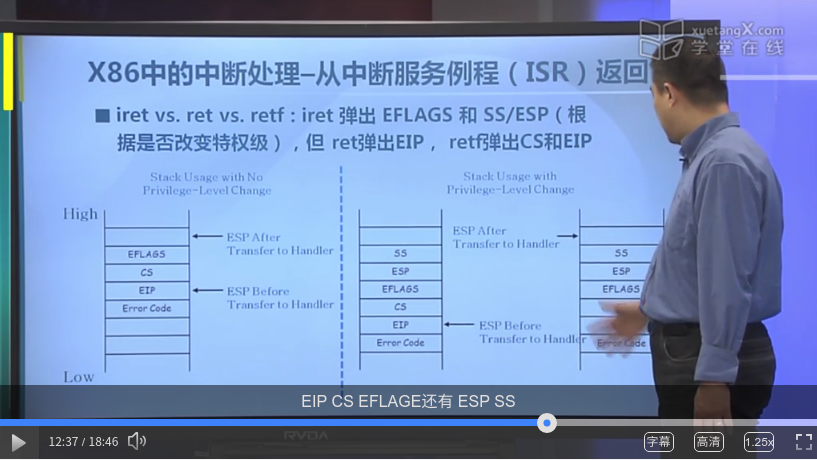 xuetangX.com
学堂在线
X86中的中断处理–从中断服务例程（ISR）返回
■ iret vs. ret vs. retf : iret 弹出 EFLAGS 和 SS/ESP（根
据是否改变特权级），但 ret弹出EIP， retf弹出CS和EIP
Stack Usage with No
Privilege-Level Change
High
ESP After
Transfer to Handler
EFLAGS
CS
EIP
ESP Before
Transfer to Handler
Error Code
Low
Stack Usage with
Privilege-Level Change
ESP After
Transfer to Handler
SS
ESP
EFLAGS
CS
EIP
ESP Before
Transfer to Handler
Error Code
SS
ESP
EFLAGS
Error Code
EIP CS EFLAGE还有 ESP SS
12:37 / 18:46
字幕
高清
1.25x